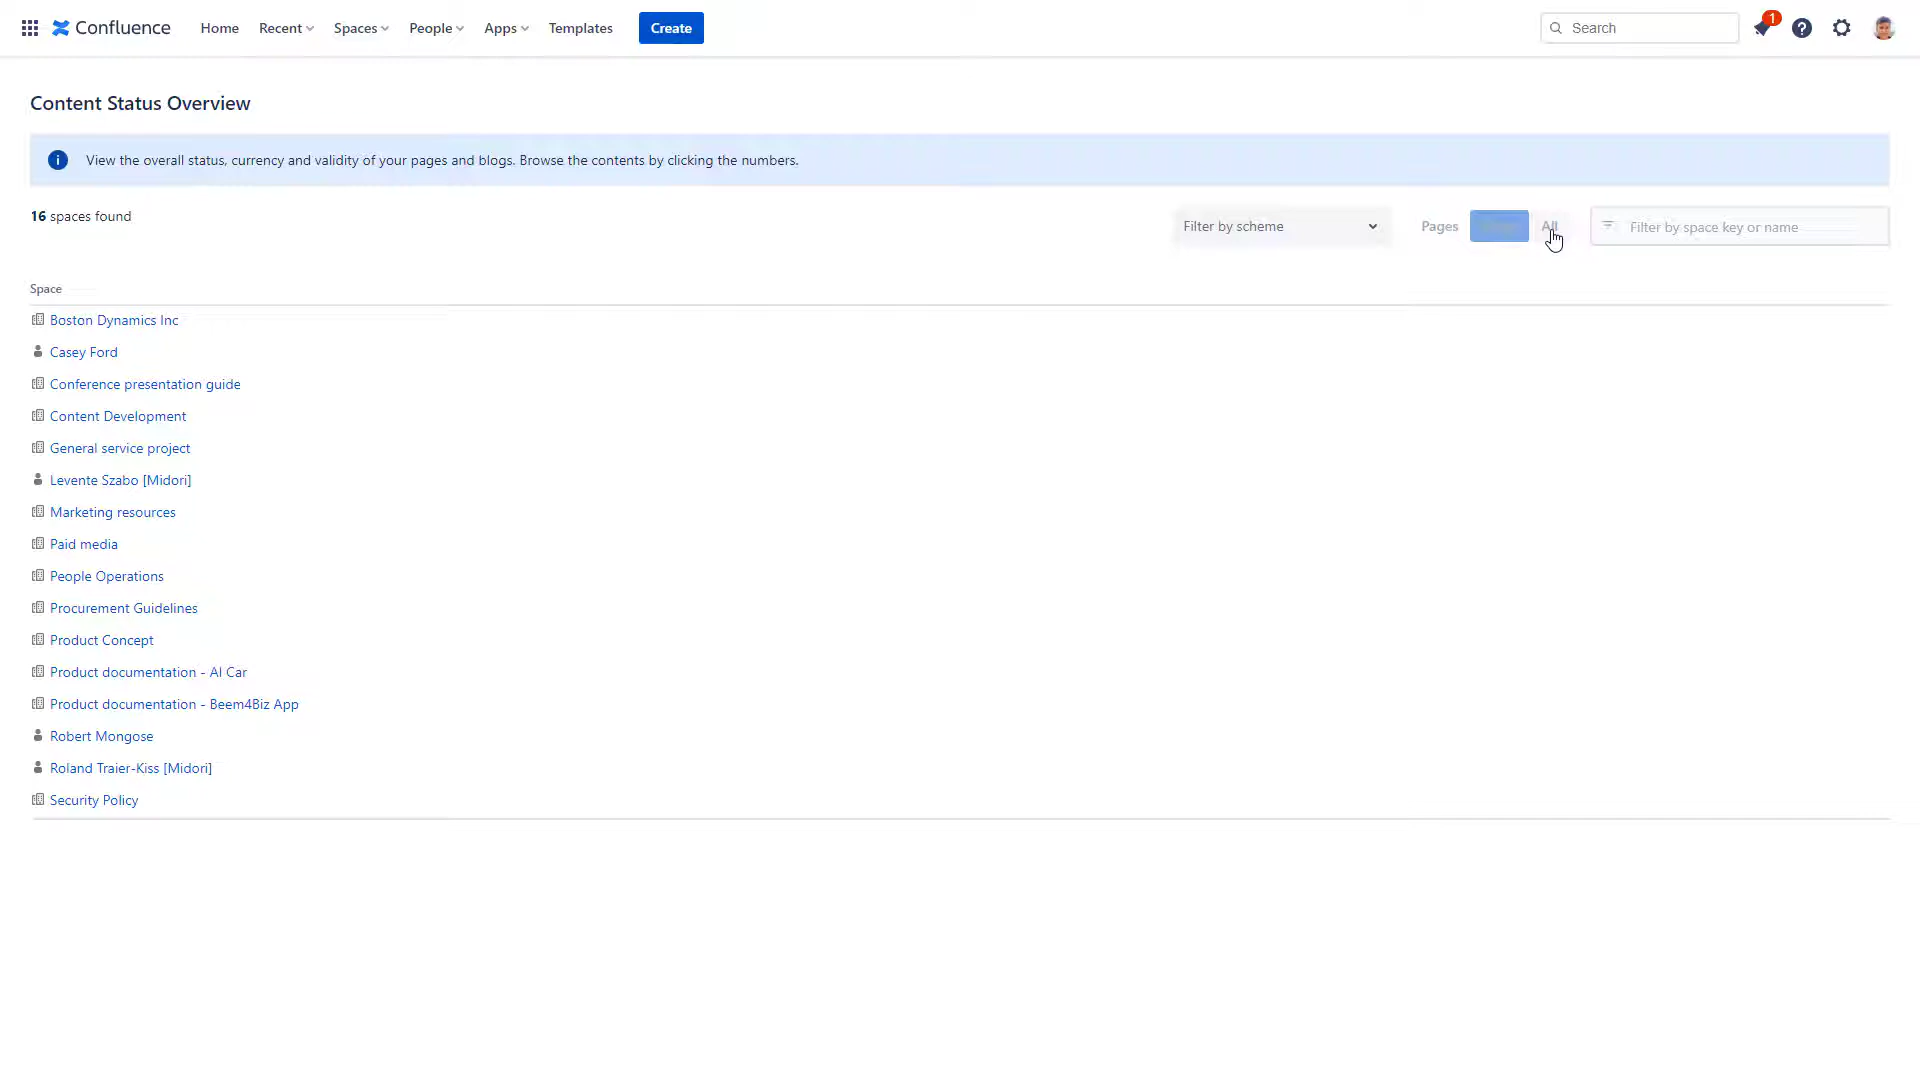 Confluence
Home
Recent
Spaces
People
Apps
Templates
Create
Search
1
Content Status Overview
View the overall status, currency and validity of your pages and blogs. Browse the contents by clicking the numbers.
16 spaces found
Filter by scheme
Pages
All
Filter by space key or name
Space
Boston Dynamics Inc
Casey Ford
Conference presentation guide
Content Development
General service project
Levente Szabo [Midori]
Marketing resources
Paid media
People Operations
Procurement Guidelines
Product Concept
Product documentation - AI Car
Product documentation - Beem4Biz App
Robert Mongose
Roland Traier-Kiss [Midori]
Security Policy